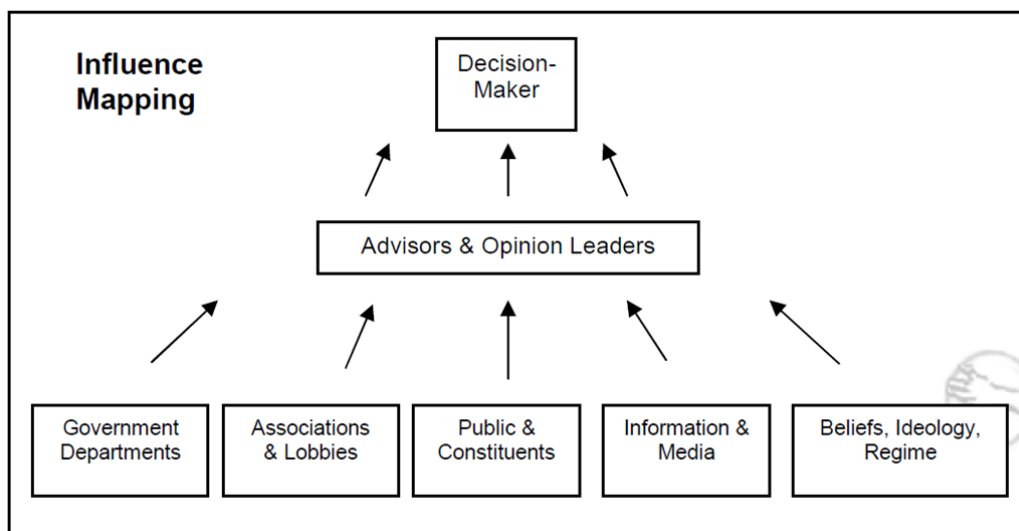 Influence
Mapping
Decision-
Maker
Advisors & Opinion Leaders
Government
Departments
Associations
& Lobbies
Public &
Constituents
Information &
Media
Beliefs, Ideology,
Regime